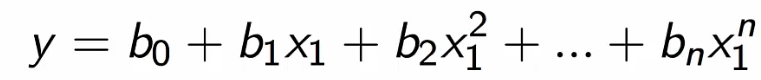 y = b₀ + b₁x₁ + b₂x₁² + ... + bₙx₁ⁿ